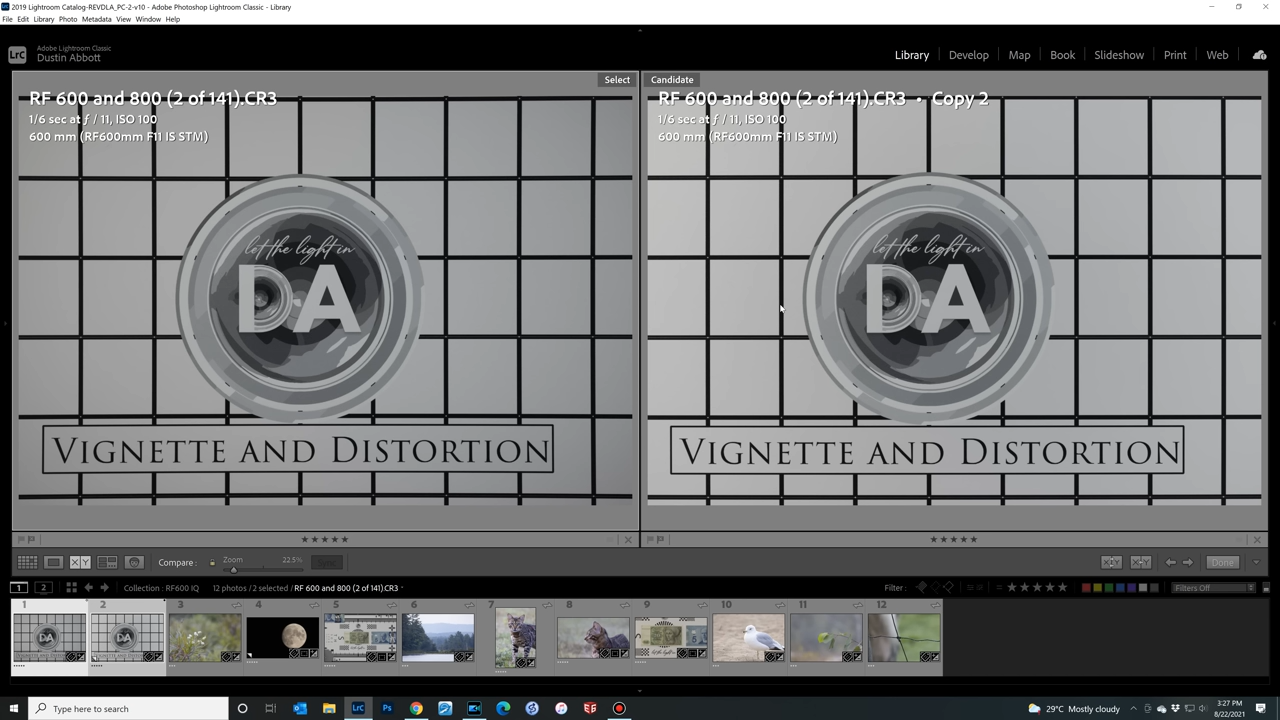 2019 Lightroom Catalog-REVDLA_PC-2-v10 - Adobe Photoshop Lightroom Classic - Library
File Edit Library Photo Metadata View Window Help
LrC
Adobe Lightroom Classic
Dustin Abbott
Library Develop Map Book Slideshow Print Web
Select
RF 600 and 800 (2 of 141).CR3
1/6 sec at ƒ / 11, ISO 100
600 mm (RF600mm F11 IS STM)
let the light in
DA
VIGNETTE AND DISTORTION
Candidate
RF 600 and 800 (2 of 141).CR3 • Copy 2
1/6 sec at ƒ / 11, ISO 100
600 mm (RF600mm F11 IS STM)
let the light in
DA
VIGNETTE AND DISTORTION
XY Compare : Zoom 22.5% Sync Done
1 2 Collection : RF600 IQ 12 photos / 2 selected / RF 600 and 800 (2 of 141).CR3 Filter : Filters Off
1 2 3 4 5 6 7 8 9 10 11 12
Type here to search
LrC Ps
29°C Mostly cloudy
3:27 PM
8/22/2021